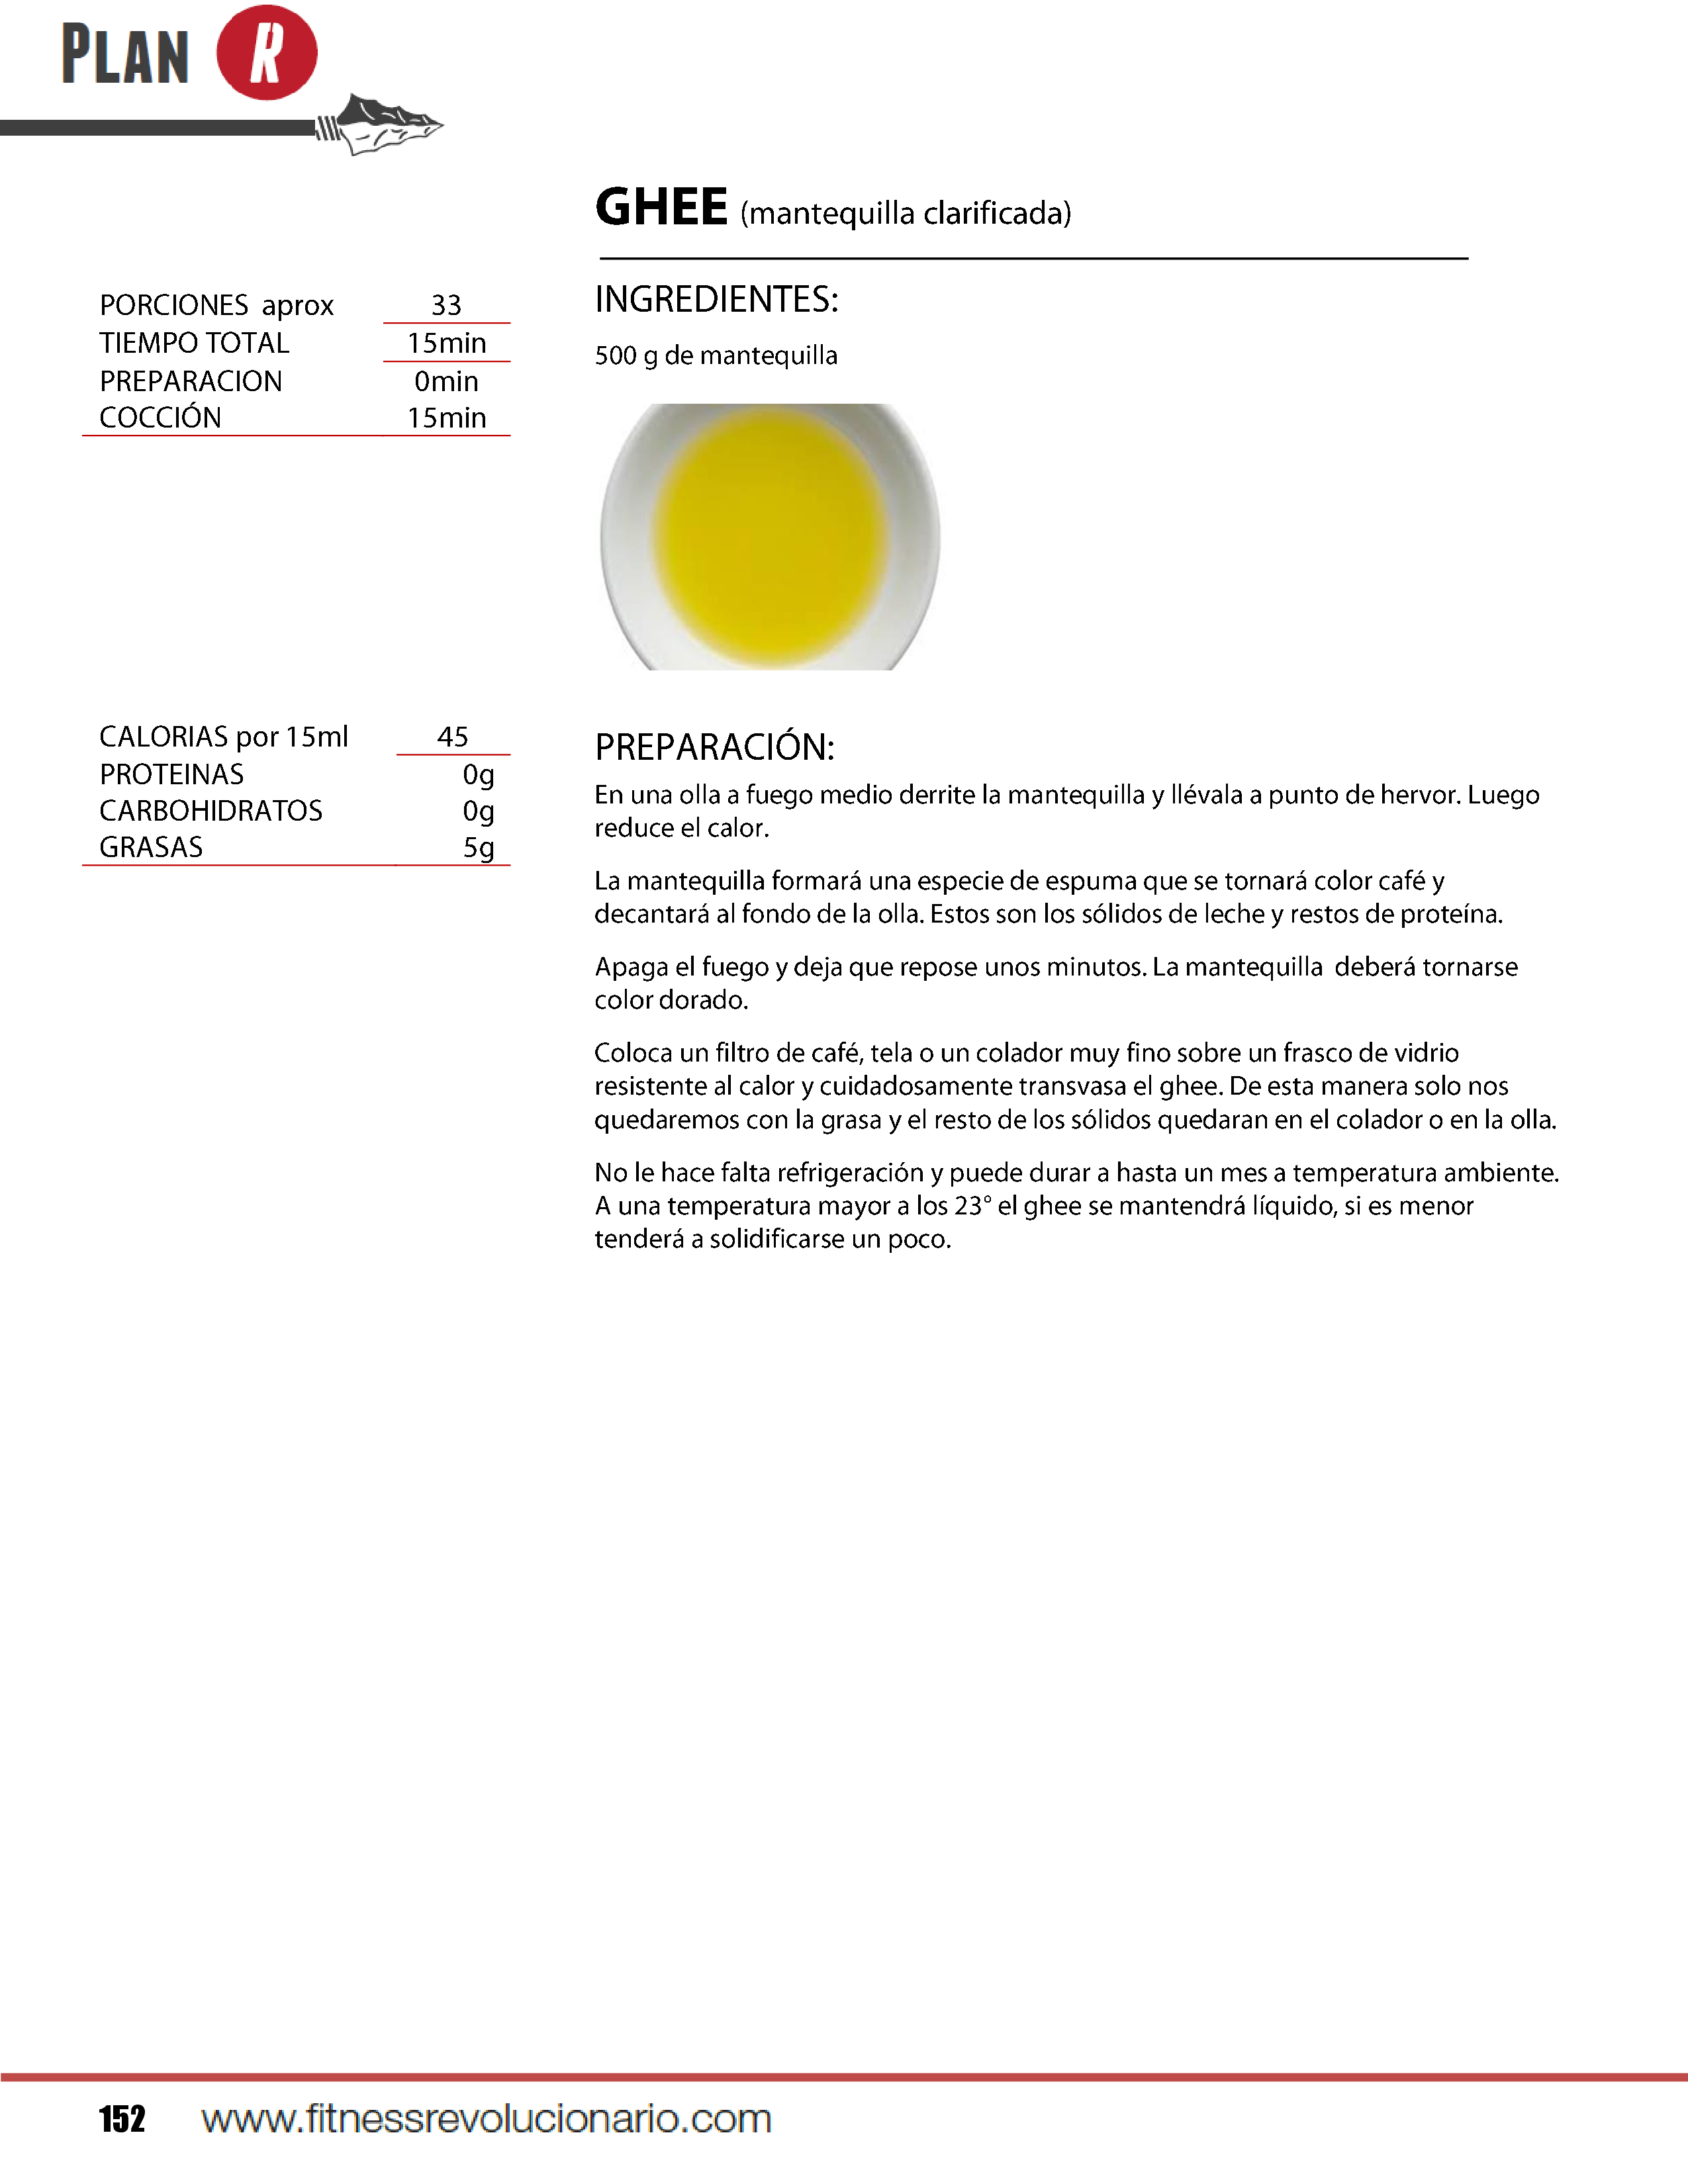 PLAN R
GHEE (mantequilla clarificada)
PORCIONES aprox 33
TIEMPO TOTAL 15min
PREPARACION 0min
COCCIÓN 15min
INGREDIENTES:
500 g de mantequilla
CALORIAS por 15ml 45
PROTEINAS 0g
CARBOHIDRATOS 0g
GRASAS 5g
PREPARACIÓN:
En una olla a fuego medio derrite la mantequilla y llévala a punto de hervor. Luego
reduce el calor.
La mantequilla formará una especie de espuma que se tornará color café y
decantará al fondo de la olla. Estos son los sólidos de leche y restos de proteína.
Apaga el fuego y deja que repose unos minutos. La mantequilla deberá tornarse
color dorado.
Coloca un filtro de café, tela o un colador muy fino sobre un frasco de vidrio
resistente al calor y cuidadosamente transvasa el ghee. De esta manera solo nos
quedaremos con la grasa y el resto de los sólidos quedaran en el colador o en la olla.
No le hace falta refrigeración y puede durar a hasta un mes a temperatura ambiente.
A una temperatura mayor a los 23° el ghee se mantendrá líquido, si es menor
tenderá a solidificarse un poco.
152 www.fitnessrevolucionario.com